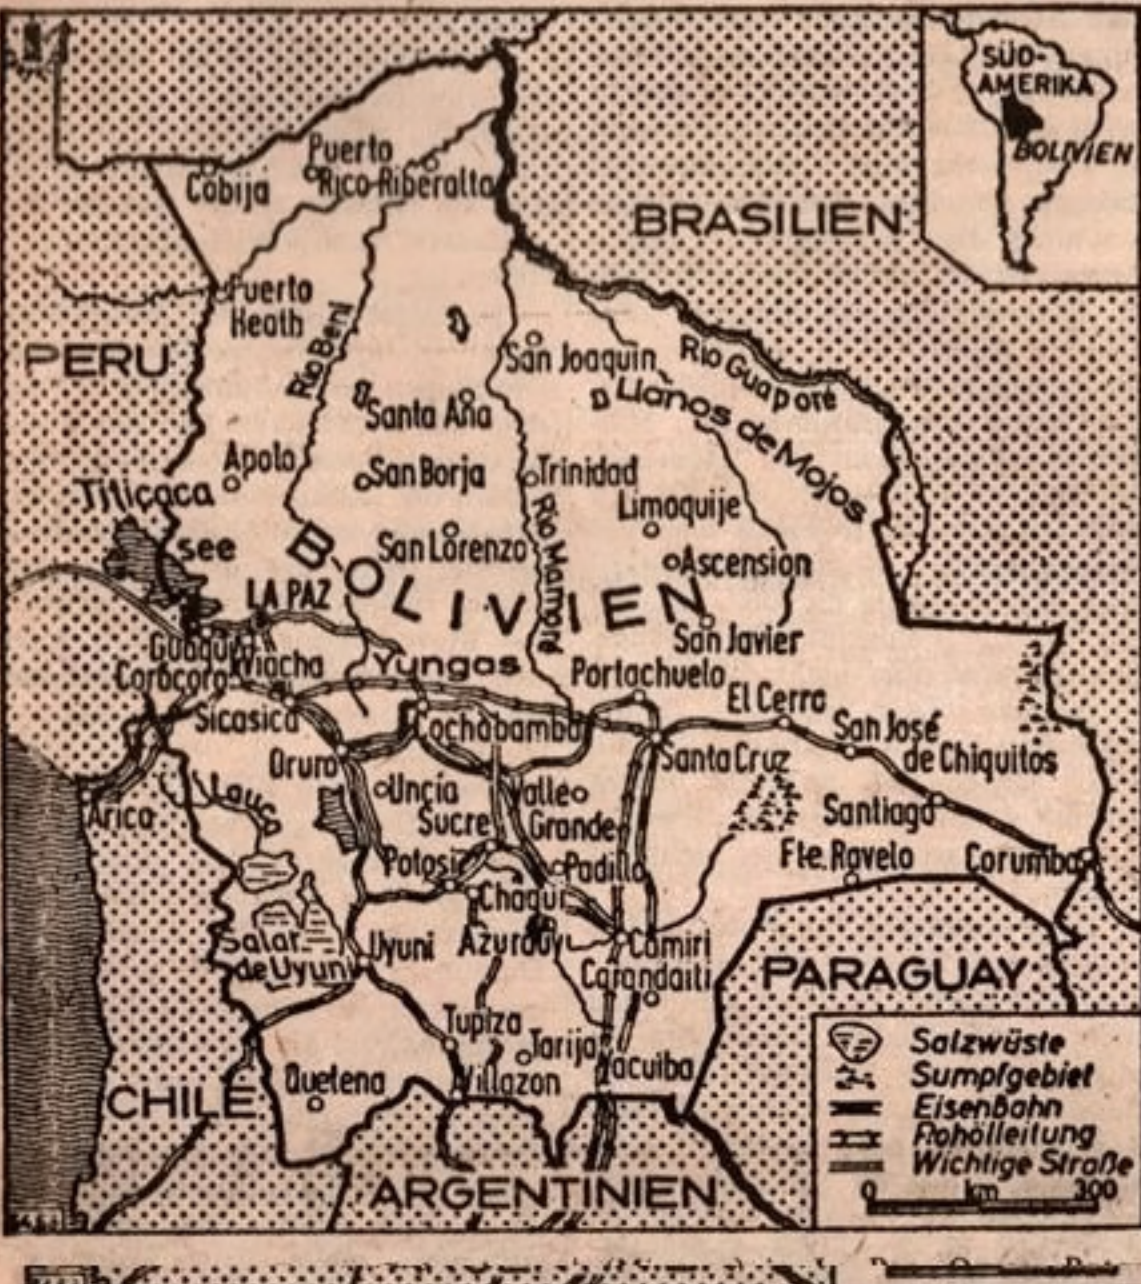 SÜD-
AMERIKA
BOLIVIEN
BRASILIEN
Puerto
Rico
Riberalta
Cobija
Puerto
Heath
PERU
Rio Beni
San Joaquin
Rio Guaporé
Llanos de Mojos
Santa Aña
Apolo
San Borja
Trinidad
Titicaca
see
Limoquije
San Lorenzo
Rio Mamoré
Ascension
BOLIVIEN
LA PAZ
San Javier
Guaqui
Viacha
Yungas
Corocoro
Portachuelo
El Cerro
Sicasica
Cochabamba
San José
de Chiquitos
Oruro
Santa Cruz
Lauca
Uncia
Valle
Grande
Arica
Sucre
Santiago
Potosi
Padilla
Fte. Ravelo
Corumba
Chaqui
Salar
de Uyuni
Uyuni
Azurduy
Camiri
Carandaiti
PARAGUAY
Tupiza
Tarija
Yacuiba
CHILE
Quetena
Villazon
ARGENTINIEN
Salzwüste
Sumpfgebiet
Eisenbahn
Rohölleitung
Wichtige Straße
0 km 300